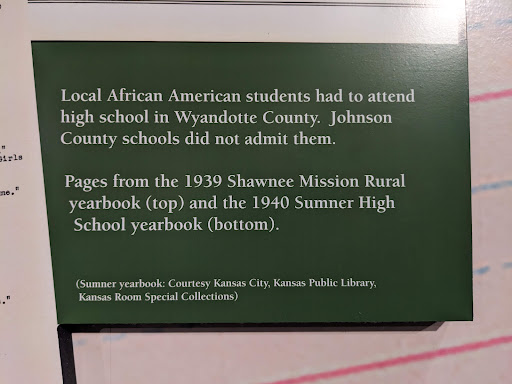 Local African American students had to attend
high school in Wyandotte County. Johnson
County schools did not admit them.
Pages from the 1939 Shawnee Mission Rural
yearbook (top) and the 1940 Sumner High
School yearbook (bottom).
(Sumner yearbook: Courtesy Kansas City, Kansas Public Library,
Kansas Room Special Collections)